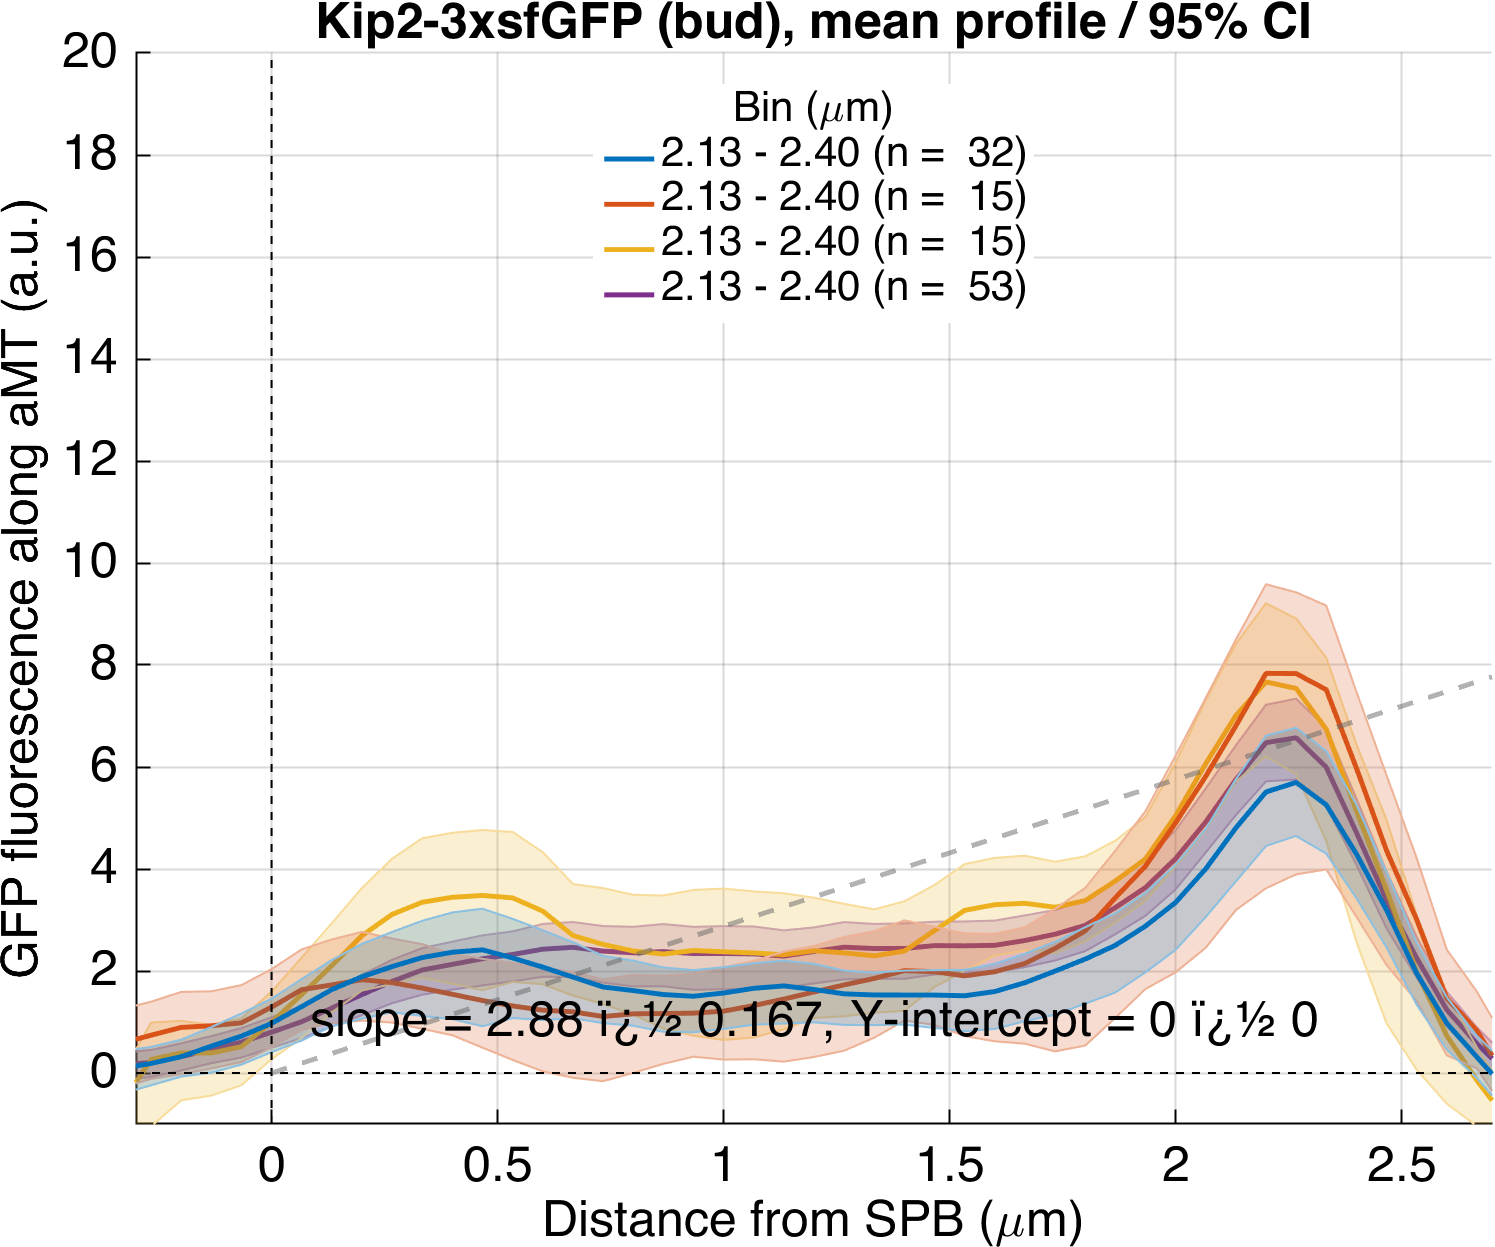 Kip2-3xsfGFP (bud), mean profile / 95% CI
GFP fluorescence along aMT (a.u.)
20
18
16
14
12
10
8
6
4
2
0
Bin (μm)
2.13 - 2.40 (n =  32)
2.13 - 2.40 (n =  15)
2.13 - 2.40 (n =  15)
2.13 - 2.40 (n =  53)
slope = 2.88 ï¿½ 0.167, Y-intercept = 0 ï¿½ 0
0
0.5
1
1.5
2
2.5
Distance from SPB (μm)